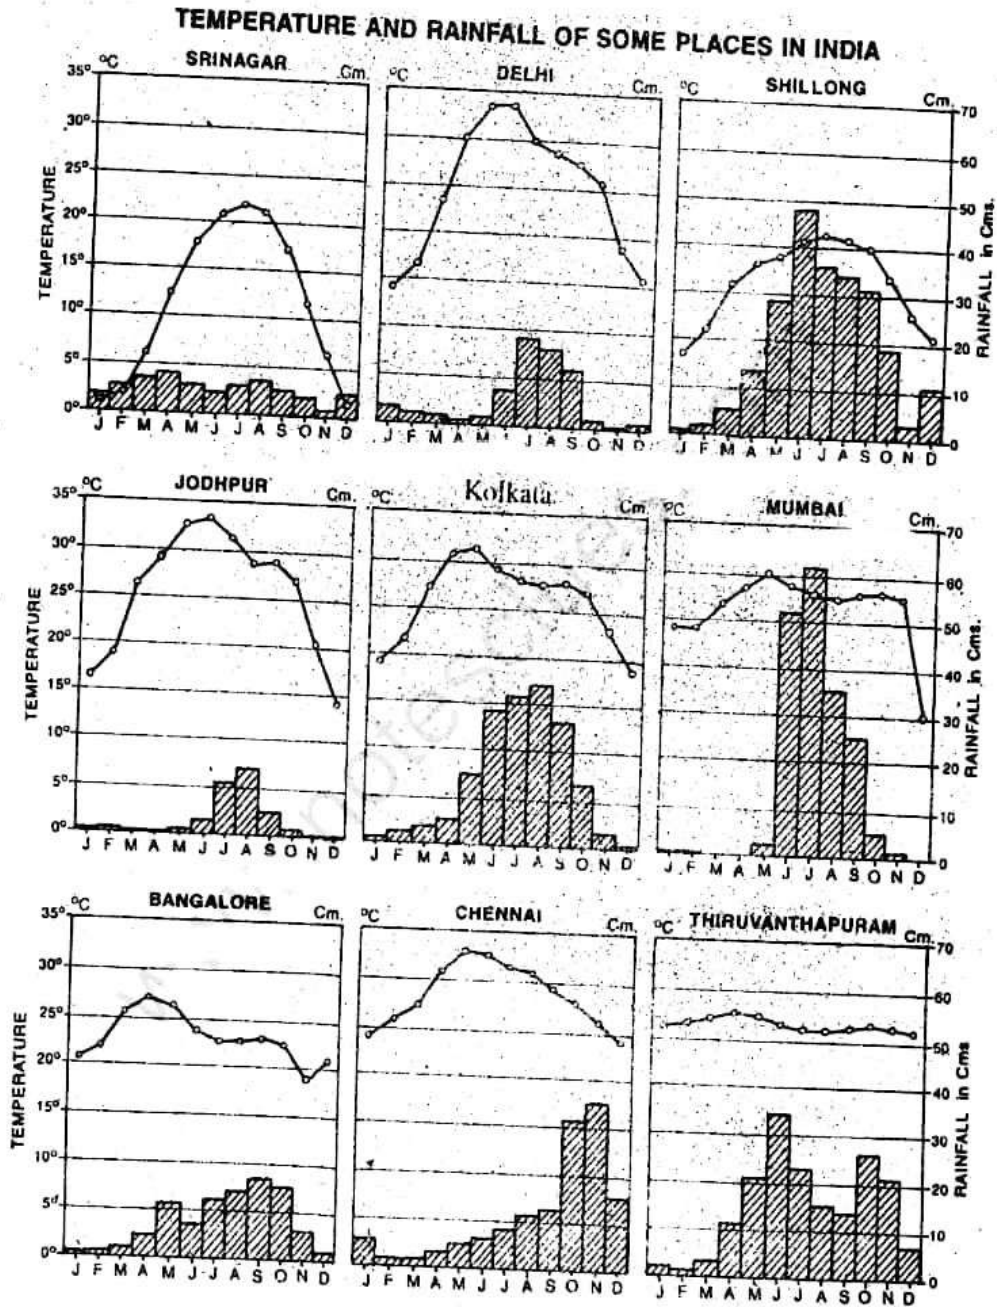 TEMPERATURE AND RAINFALL OF SOME PLACES IN INDIA
°C SRINAGAR Cm. °C DELHI Cm. °C SHILLONG Cm.
35°
30°
25°
20°
15°
10°
5°
0°
TEMPERATURE
70
60
50
40
30
20
10
0
RAINFALL in Cms.
J F M A M J J A S O N D
J F M A M J A S O N D
J F M A M J J A S O N D
°C JODHPUR Cm. °C Kolkata Cm. °C MUMBAI Cm.
35°
30°
25°
20°
15°
10°
5°
0°
TEMPERATURE
70
60
50
40
30
20
10
0
RAINFALL in Cms.
J F M A M J J A S O N D
J F M A M J J A S O N D
J F M A M J J A S O N D
°C BANGALORE Cm. °C CHENNAI Cm. °C THIRUVANTHAPURAM Cm.
35°
30°
25°
20°
15°
10°
5°
0°
TEMPERATURE
70
60
50
40
30
20
10
0
RAINFALL in Cms
J F M A M J J A S O N D
J F M A M J J A S O N D
J F M A M J J A S O N D